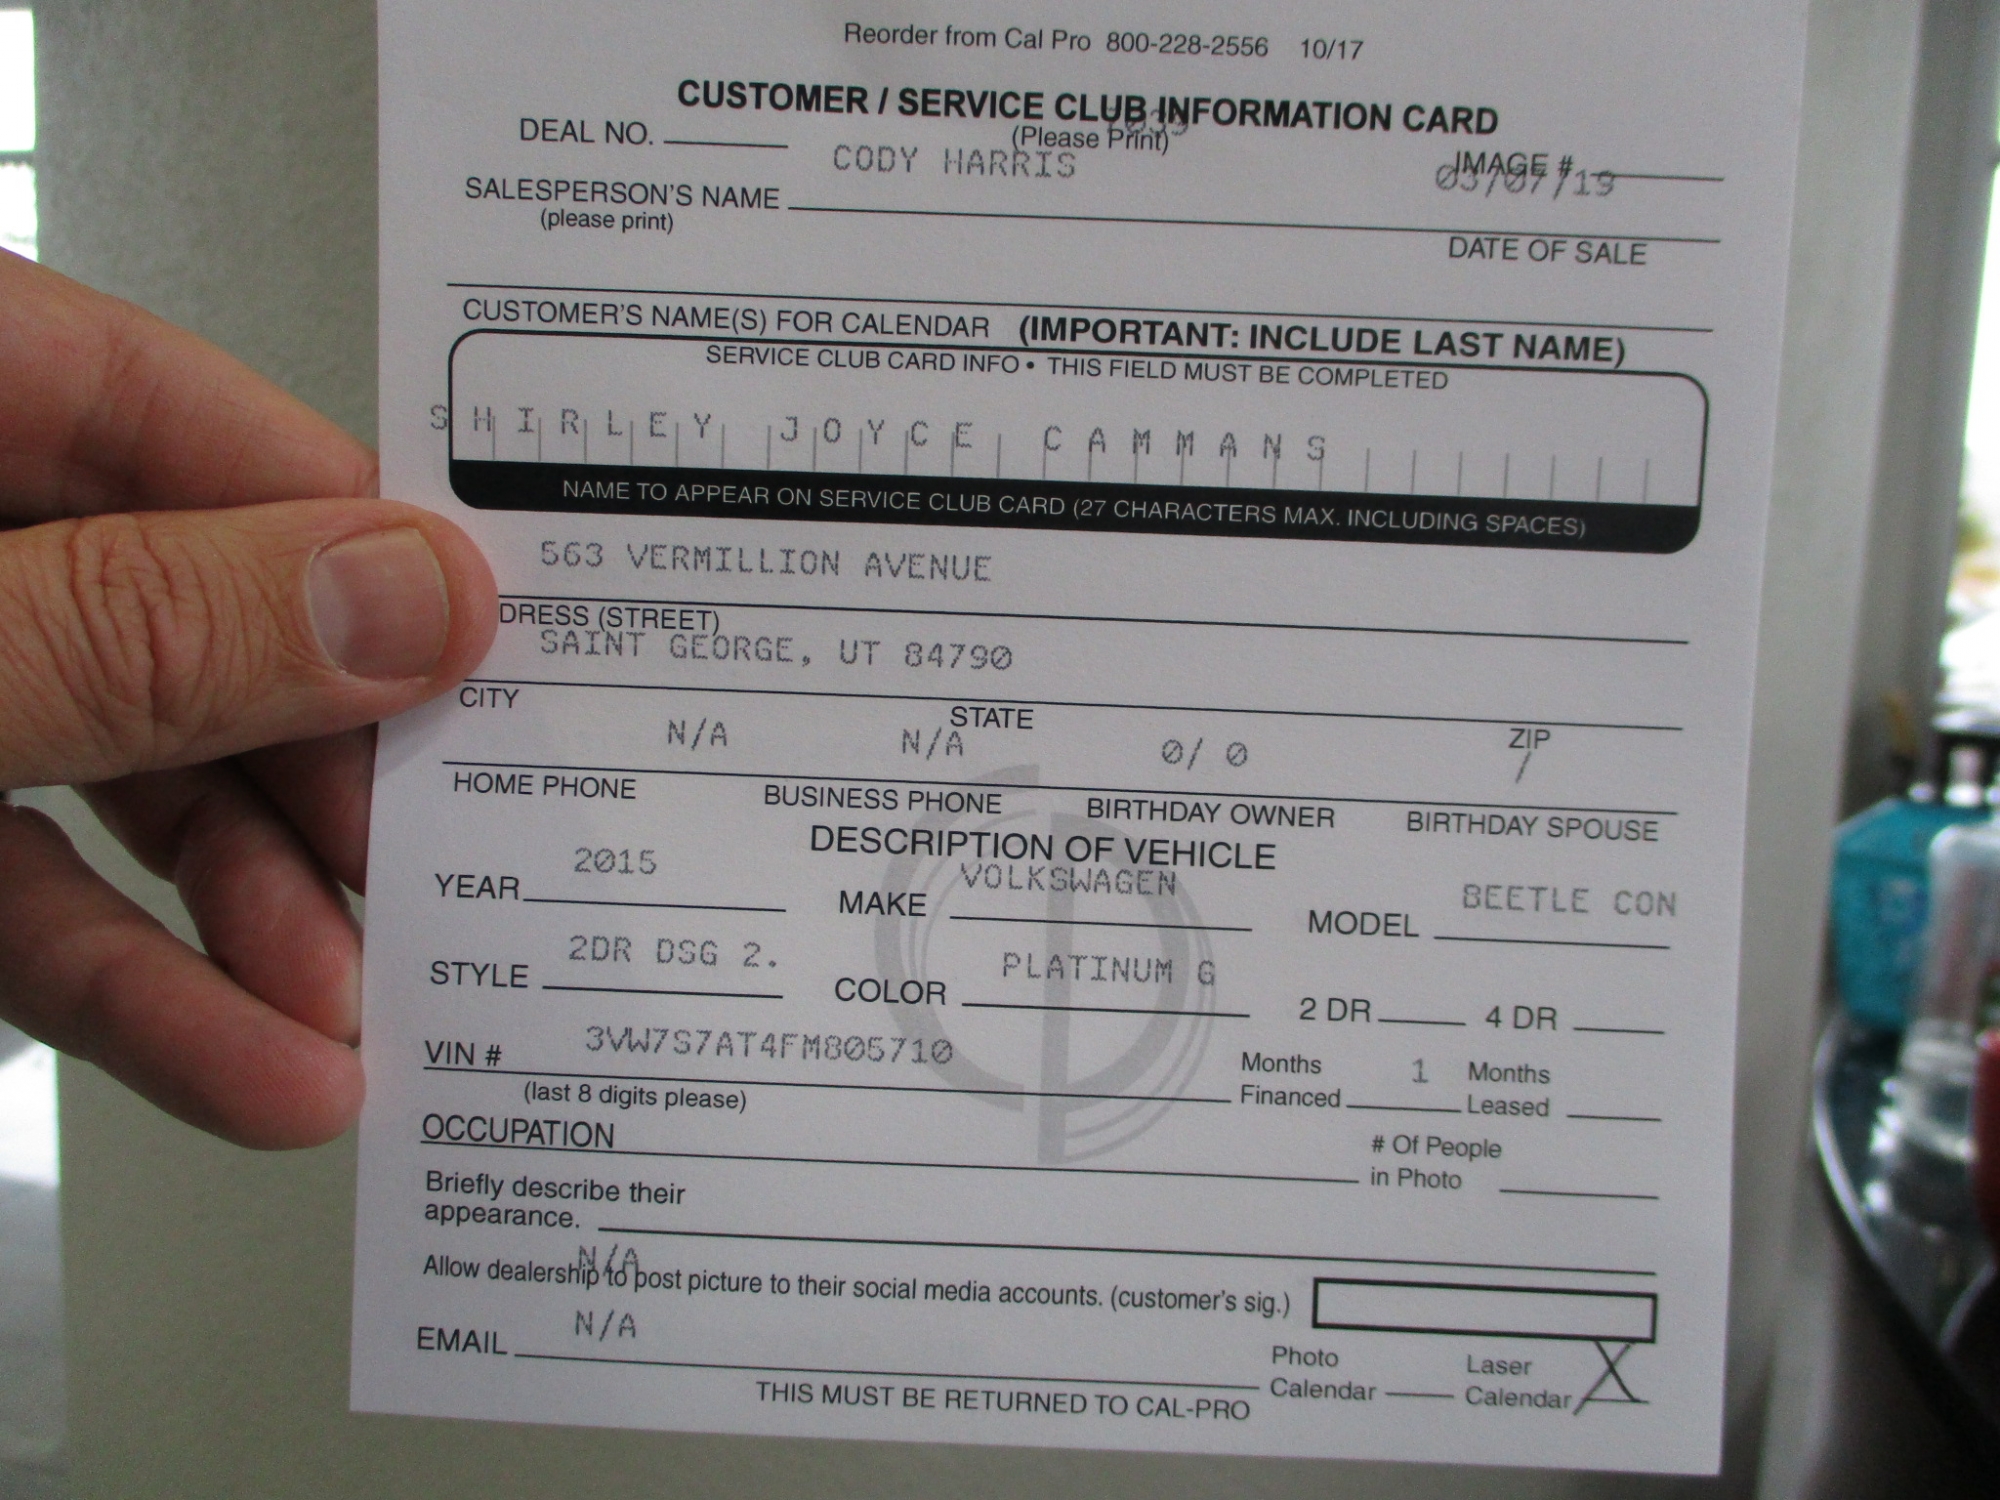 Reorder from Cal Pro 800-228-2556 10/17
CUSTOMER / SERVICE CLUB INFORMATION CARD
DEAL NO. (Please Print)
CODY HARRIS IMAGE #
03/07/19
SALESPERSON'S NAME
(please print)
DATE OF SALE
CUSTOMER'S NAME(S) FOR CALENDAR (IMPORTANT: INCLUDE LAST NAME)
SERVICE CLUB CARD INFO • THIS FIELD MUST BE COMPLETED
SHIRLEY JOYCE CAMMANS
NAME TO APPEAR ON SERVICE CLUB CARD (27 CHARACTERS MAX. INCLUDING SPACES)
563 VERMILLION AVENUE
DRESS (STREET)
SAINT GEORGE, UT 84790
CITY STATE ZIP
N/A N/A 0/ 0 /
HOME PHONE BUSINESS PHONE BIRTHDAY OWNER BIRTHDAY SPOUSE
DESCRIPTION OF VEHICLE
YEAR 2015 MAKE VOLKSWAGEN MODEL BEETLE CON
STYLE 2DR DSG 2. COLOR PLATINUM G 2 DR 4 DR
VIN # 3VW7S7AT4FM805710 Months Financed 1 Months Leased
(last 8 digits please)
OCCUPATION # Of People in Photo
Briefly describe their
appearance.
N/A
Allow dealership to post picture to their social media accounts. (customer's sig.)
EMAIL N/A Photo Calendar Laser Calendar X
THIS MUST BE RETURNED TO CAL-PRO